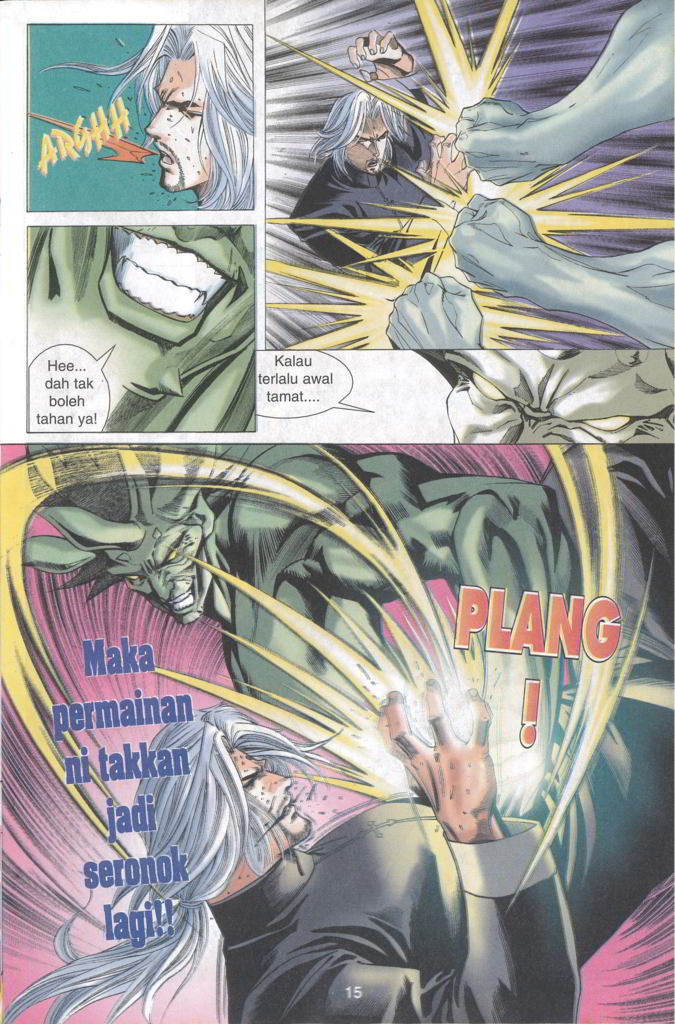 ARGHH
Hee...
dah tak
boleh
tahan ya!
Kalau
terlalu awal
tamat....
PLANG
!
Maka
permainan
ni takkan
jadi
seronok
lagi!!
15